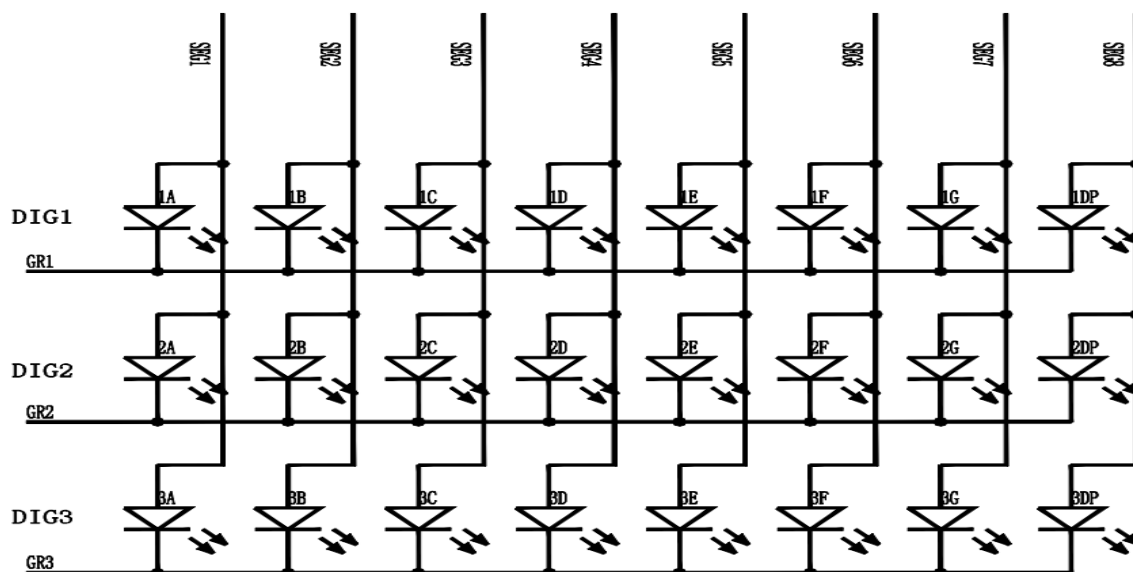 SEG1 SEG2 SEG3 SEG4 SEG5 SEG6 SEG7 SEG8
1A 1B 1C 1D 1E 1F 1G 1DP
DIG1
GR1
2A 2B 2C 2D 2E 2F 2G 2DP
DIG2
GR2
3A 3B 3C 3D 3E 3F 3G 3DP
DIG3
GR3